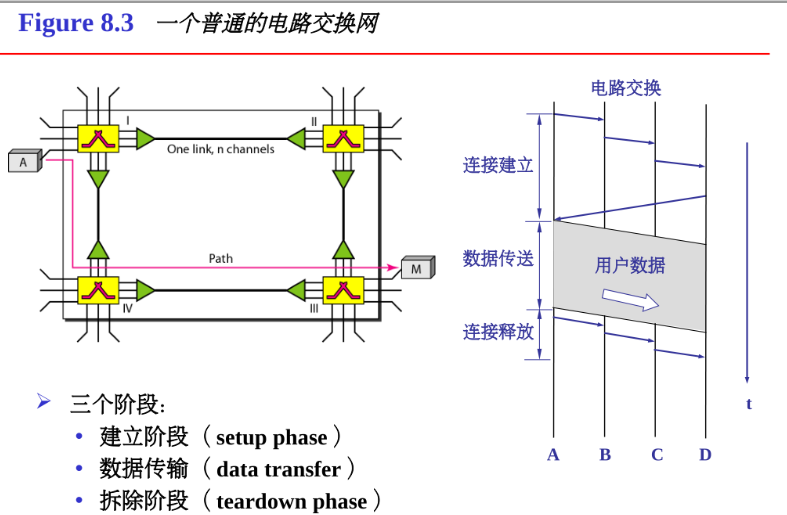 Figure 8.3 一个普通的电路交换网
I
II
One link, n channels
A
Path
M
IV
III
电路交换
连接建立
数据传送
用户数据
连接释放
t
A B C D
三个阶段:
• 建立阶段（setup phase）
• 数据传输（data transfer）
• 拆除阶段（teardown phase）